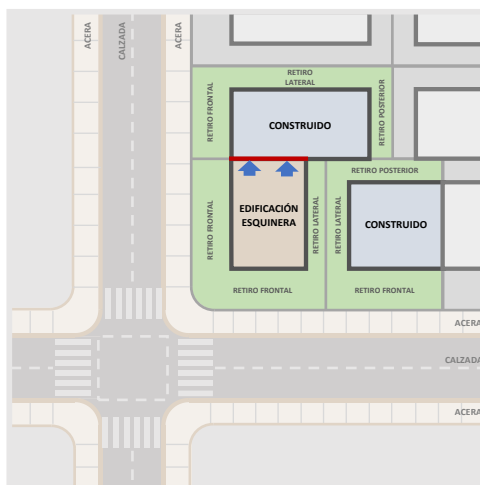 ACERA
CALZADA
ACERA
RETIRO
LATERAL
RETIRO FRONTAL
CONSTRUIDO
RETIRO POSTERIOR
RETIRO POSTERIOR
RETIRO FRONTAL
EDIFICACIÓN
ESQUINERA
RETIRO LATERAL
RETIRO LATERAL
CONSTRUIDO
RETIRO FRONTAL
RETIRO FRONTAL
ACERA
CALZADA
ACERA